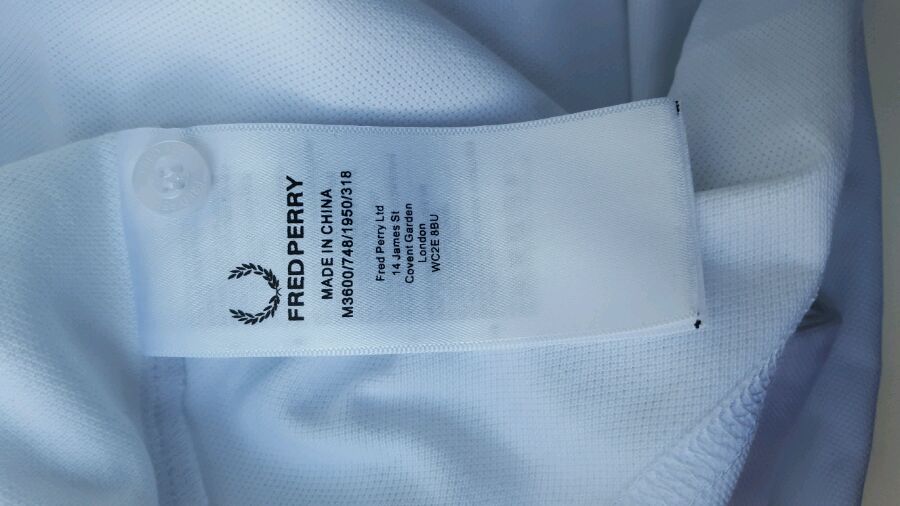 FRED PERRY
MADE IN CHINA
M3600/748/1950/318
Fred Perry Ltd
14 James St
Covent Garden
London
WC2E 8BU